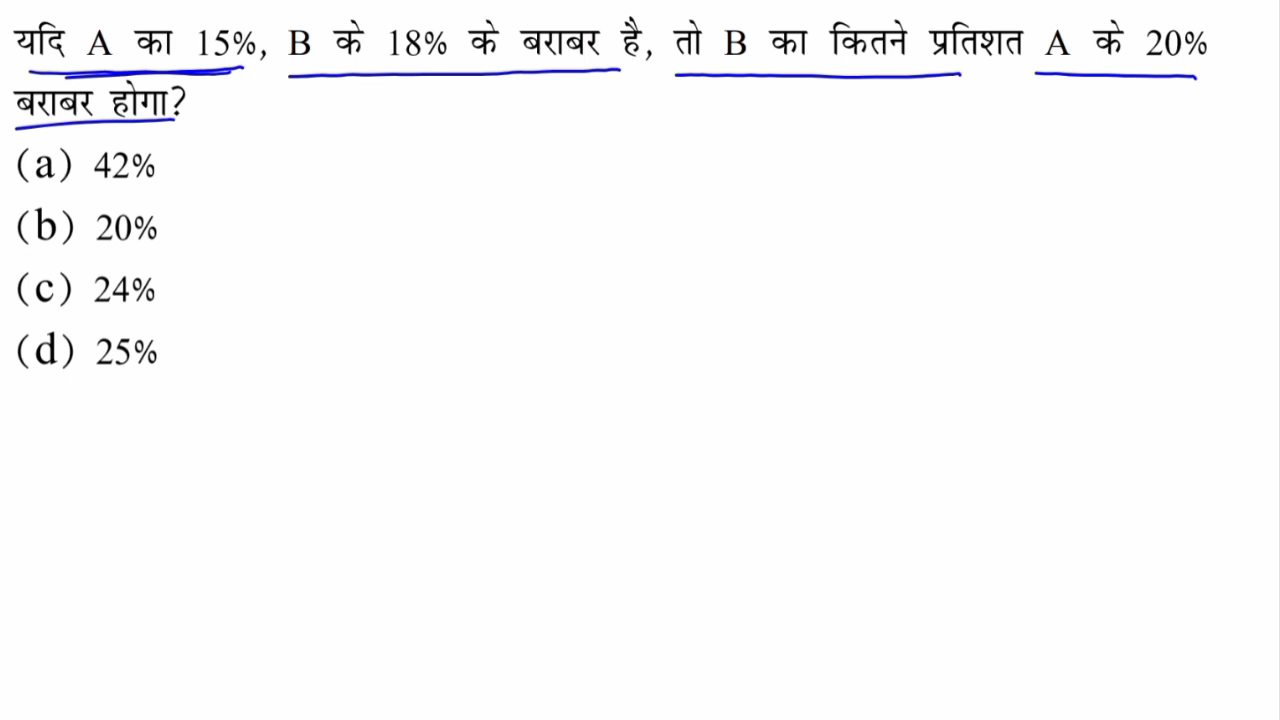 यदि A का 15%, B के 18% के बराबर है, तो B का कितने प्रतिशत A के 20%
बराबर होगा?
(a) 42%
(b) 20%
(c) 24%
(d) 25%